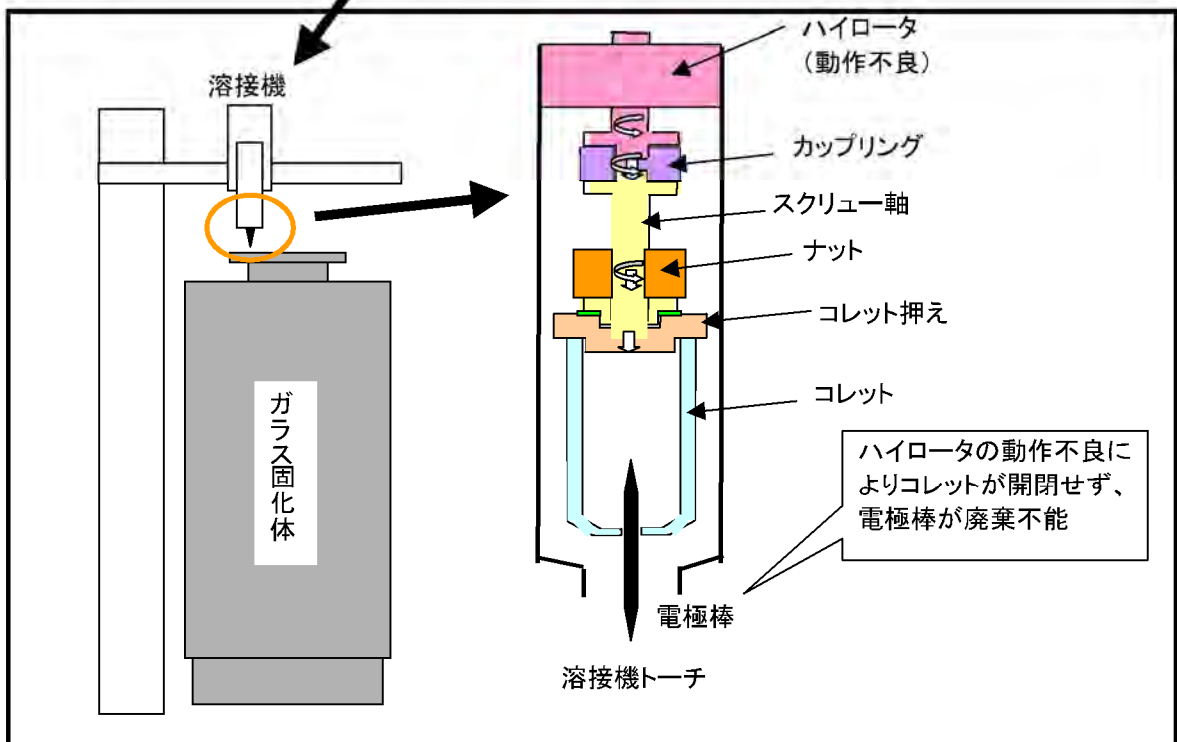 溶接機
ガラス固化体
ハイロータ
（動作不良）
カップリング
スクリュー軸
ナット
コレット押え
コレット
ハイロータの動作不良に
よりコレットが開閉せず、
電極棒が廃棄不能
電極棒
溶接機トーチ